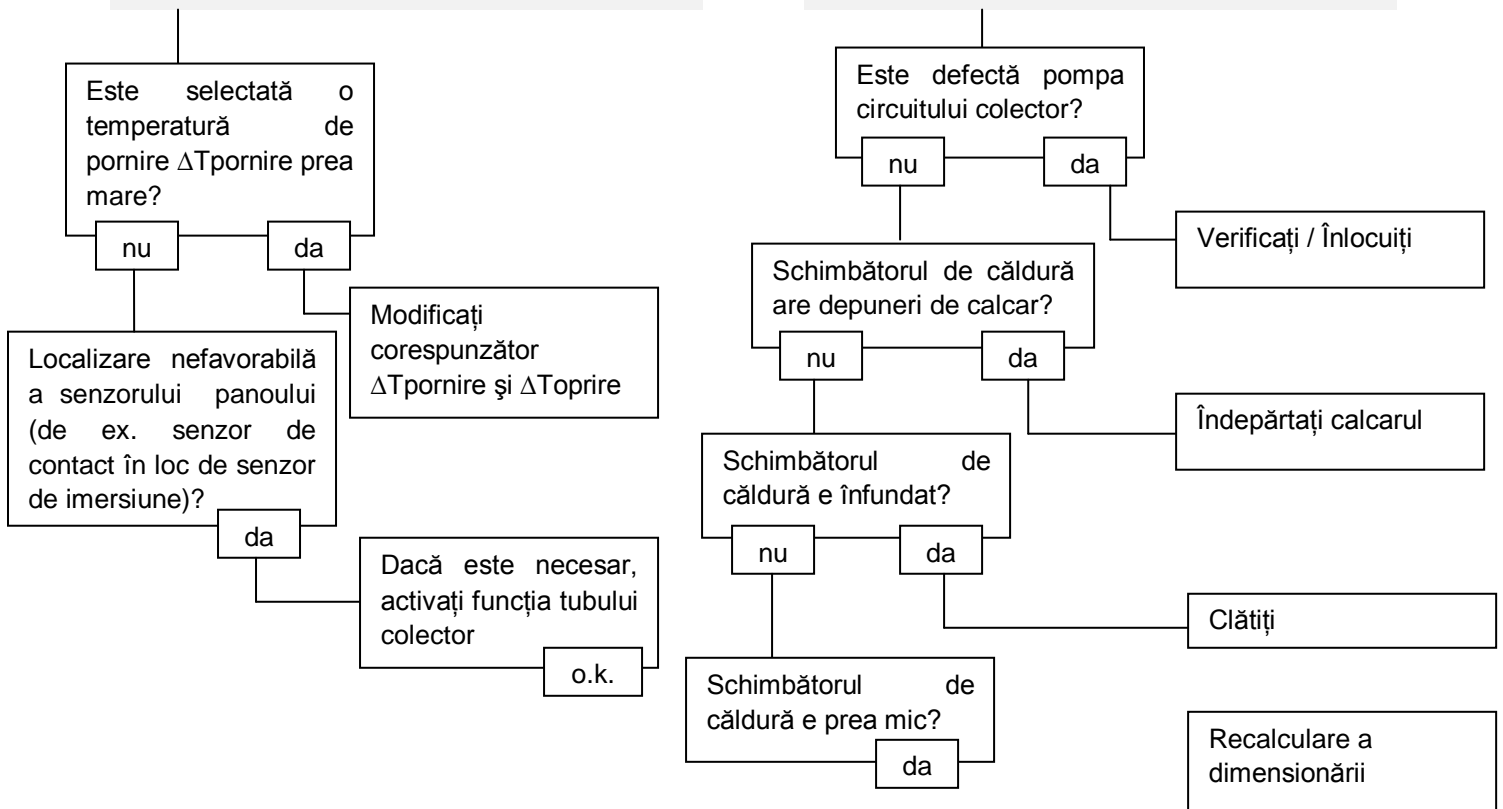 Este selectată o
temperatură de
pornire ∆Tpornire prea
mare?
nu
da
Modificați
corespunzător
∆Tpornire şi ∆Toprire
Localizare nefavorabilă
a senzorului panoului
(de ex. senzor de
contact în loc de senzor
de imersiune)?
da
Dacă este necesar,
activați funcția tubului
colector
o.k.
Este defectă pompa
circuitului colector?
nu
da
Verificați / Înlocuiți
Schimbătorul de căldură
are depuneri de calcar?
nu
da
Îndepărtați calcarul
Schimbătorul de
căldură e înfundat?
nu
da
Clătiți
Schimbătorul de
căldură e prea mic?
da
Recalculare a
dimensionării